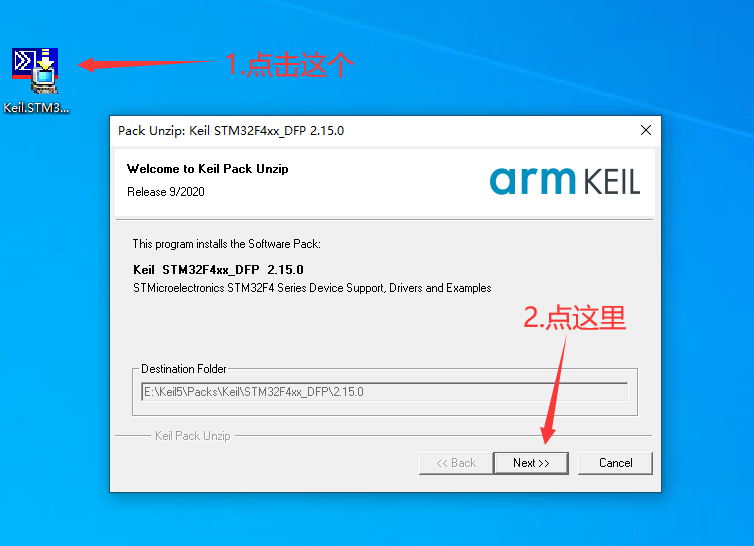 1.点击这个
Keil.STM3...
Pack Unzip: Keil STM32F4xx_DFP 2.15.0
Welcome to Keil Pack Unzip
Release 9/2020
arm KEIL
This program installs the Software Pack:
Keil STM32F4xx_DFP 2.15.0
STMicroelectronics STM32F4 Series Device Support, Drivers and Examples
2.点这里
Destination Folder
E:\Keil5\Packs\Keil\STM32F4xx_DFP\2.15.0
Keil Pack Unzip
<< Back
Next >>
Cancel